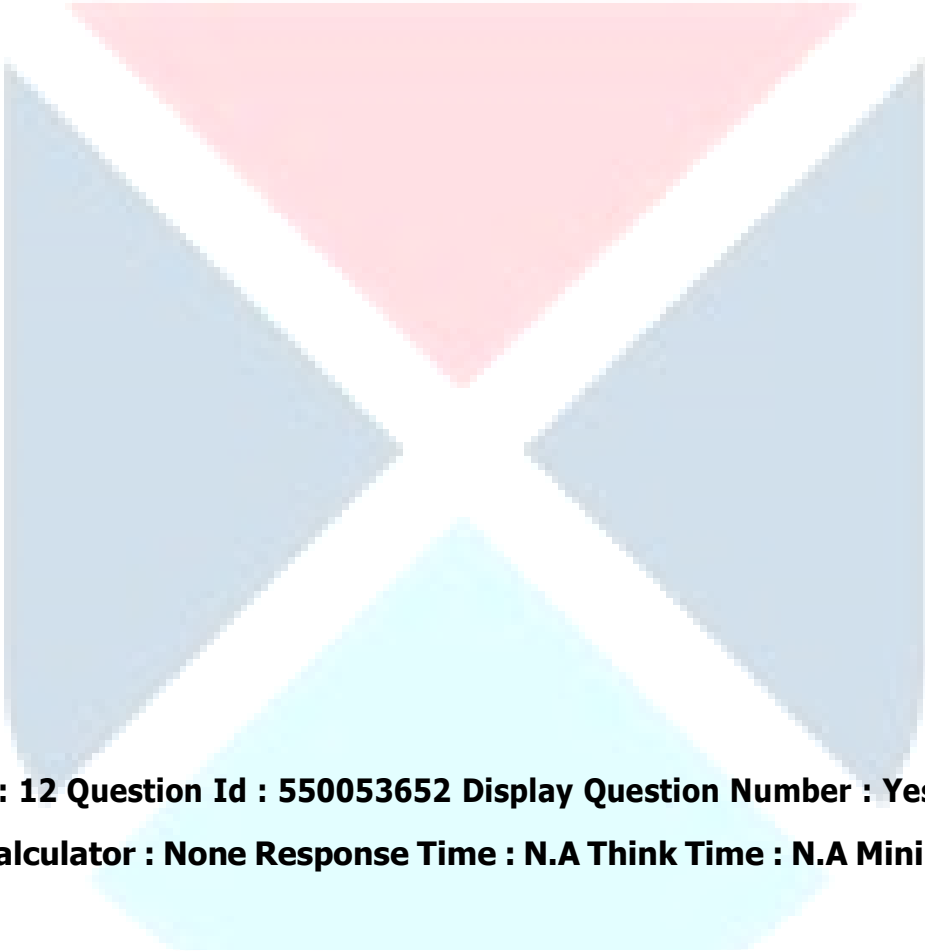 : 12 Question Id : 550053652 Display Question Number : Yes
alculator : None Response Time : N.A Think Time : N.A Mini